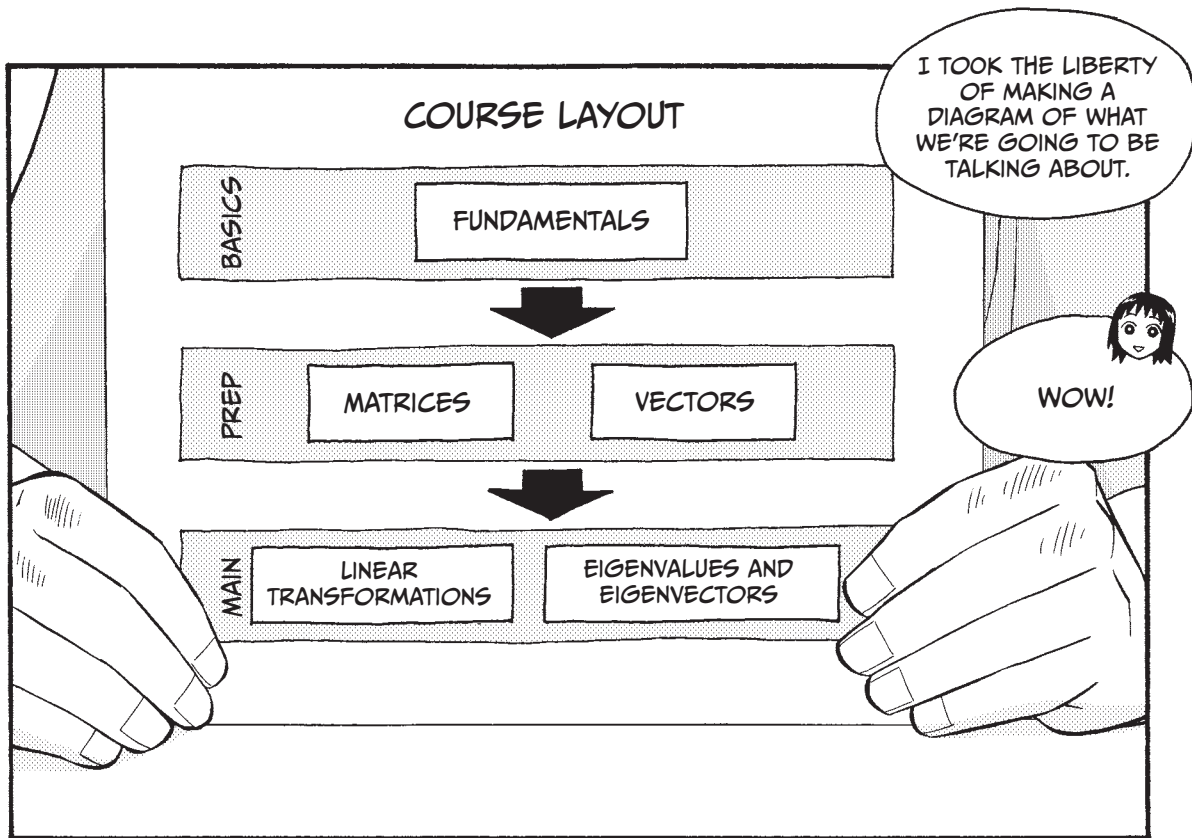 I TOOK THE LIBERTY
OF MAKING A
DIAGRAM OF WHAT
WE'RE GOING TO BE
TALKING ABOUT.
COURSE LAYOUT
BASICS
FUNDAMENTALS
WOW!
PREP
MATRICES
VECTORS
MAIN
LINEAR
TRANSFORMATIONS
EIGENVALUES AND
EIGENVECTORS